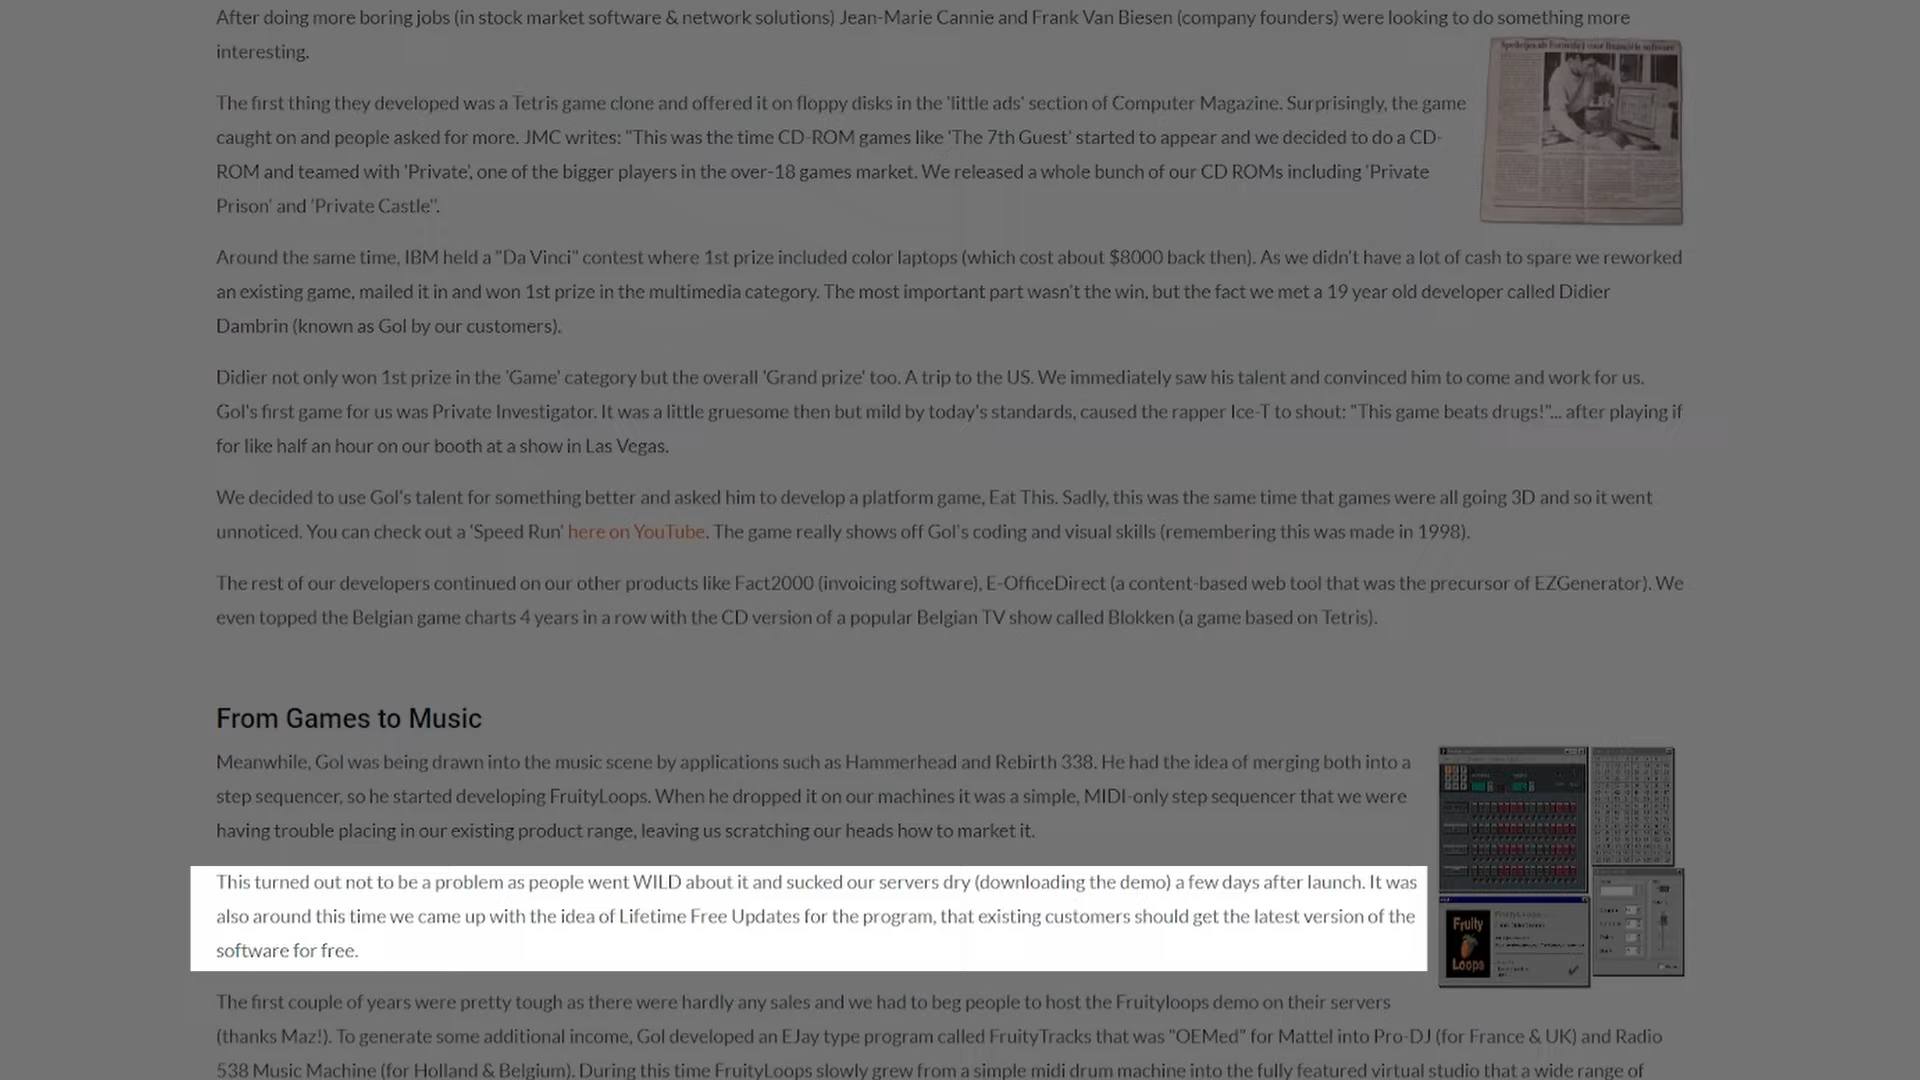 After doing more boring jobs (in stock market software & network solutions) Jean-Marie Cannie and Frank Van Biesen (company founders) were looking to do something more
interesting.
The first thing they developed was a Tetris game clone and offered it on floppy disks in the 'little ads' section of Computer Magazine. Surprisingly, the game
caught on and people asked for more. JMC writes: "This was the time CD-ROM games like 'The 7th Guest' started to appear and we decided to do a CD-
ROM and teamed with 'Private', one of the bigger players in the over-18 games market. We released a whole bunch of our CD ROMs including 'Private
Prison' and 'Private Castle".
Around the same time, IBM held a "Da Vinci" contest where 1st prize included color laptops (which cost about $8000 back then). As we didn't have a lot of cash to spare we reworked
an existing game, mailed it in and won 1st prize in the multimedia category. The most important part wasn't the win, but the fact we met a 19 year old developer called Didier
Dambrin (known as Gol by our customers).
Didier not only won 1st prize in the 'Game' category but the overall 'Grand prize' too. A trip to the US. We immediately saw his talent and convinced him to come and work for us.
Gol's first game for us was Private Investigator. It was a little gruesome then but mild by today's standards, caused the rapper Ice-T to shout: "This game beats drugs!"... after playing if
for like half an hour on our booth at a show in Las Vegas.
We decided to use Gol's talent for something better and asked him to develop a platform game, Eat This. Sadly, this was the same time that games were all going 3D and so it went
unnoticed. You can check out a 'Speed Run' here on YouTube. The game really shows off Gol's coding and visual skills (remembering this was made in 1998).
The rest of our developers continued on our other products like Fact2000 (invoicing software), E-OfficeDirect (a content-based web tool that was the precursor of EZGenerator). We
even topped the Belgian game charts 4 years in a row with the CD version of a popular Belgian TV show called Blokken (a game based on Tetris).
From Games to Music
Meanwhile, Gol was being drawn into the music scene by applications such as Hammerhead and Rebirth 338. He had the idea of merging both into a
step sequencer, so he started developing FruityLoops. When he dropped it on our machines it was a simple, MIDI-only step sequencer that we were
having trouble placing in our existing product range, leaving us scratching our heads how to market it.
This turned out not to be a problem as people went WILD about it and sucked our servers dry (downloading the demo) a few days after launch. It was
also around this time we came up with the idea of Lifetime Free Updates for the program, that existing customers should get the latest version of the
software for free.
Fruity
Loops
The first couple of years were pretty tough as there were hardly any sales and we had to beg people to host the Fruityloops demo on their servers
(thanks Maz!). To generate some additional income, Gol developed an EJay type program called FruityTracks that was "OEMed" for Mattel into Pro-DJ (for France & UK) and Radio
538 Music Machine (for Holland & Belgium). During this time FruityLoops slowly grew from a simple midi drum machine into the fully featured virtual studio that a wide range of